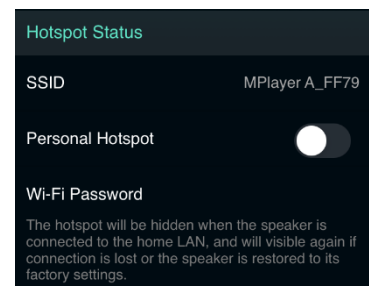 Hotspot Status
SSID MPlayer A_FF79
Personal Hotspot
Wi-Fi Password
The hotspot will be hidden when the speaker is
connected to the home LAN, and will visible again if
connection is lost or the speaker is restored to its
factory settings.